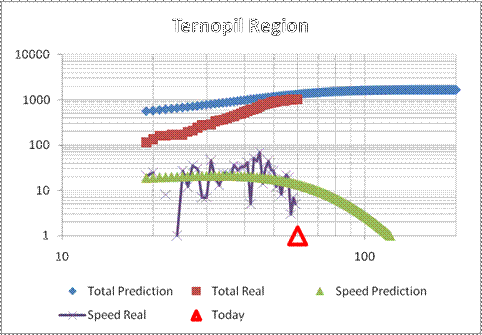 Ternopil Region
10000
1000
100
10
1
10 100
Total Prediction Total Real Speed Prediction
Speed Real Today